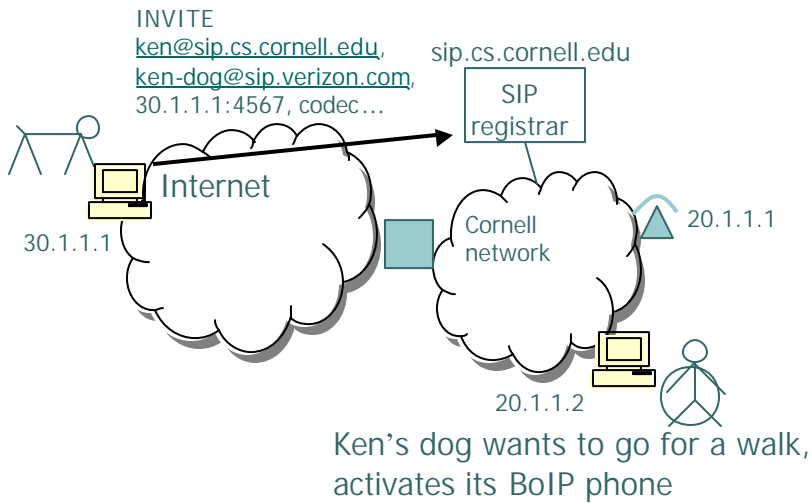 INVITE
ken@sip.cs.cornell.edu,
ken-dog@sip.verizon.com,
30.1.1.1:4567, codec…
sip.cs.cornell.edu
SIP
registrar
Internet
30.1.1.1
Cornell
network
20.1.1.1
20.1.1.2
Ken's dog wants to go for a walk,
activates its BoIP phone